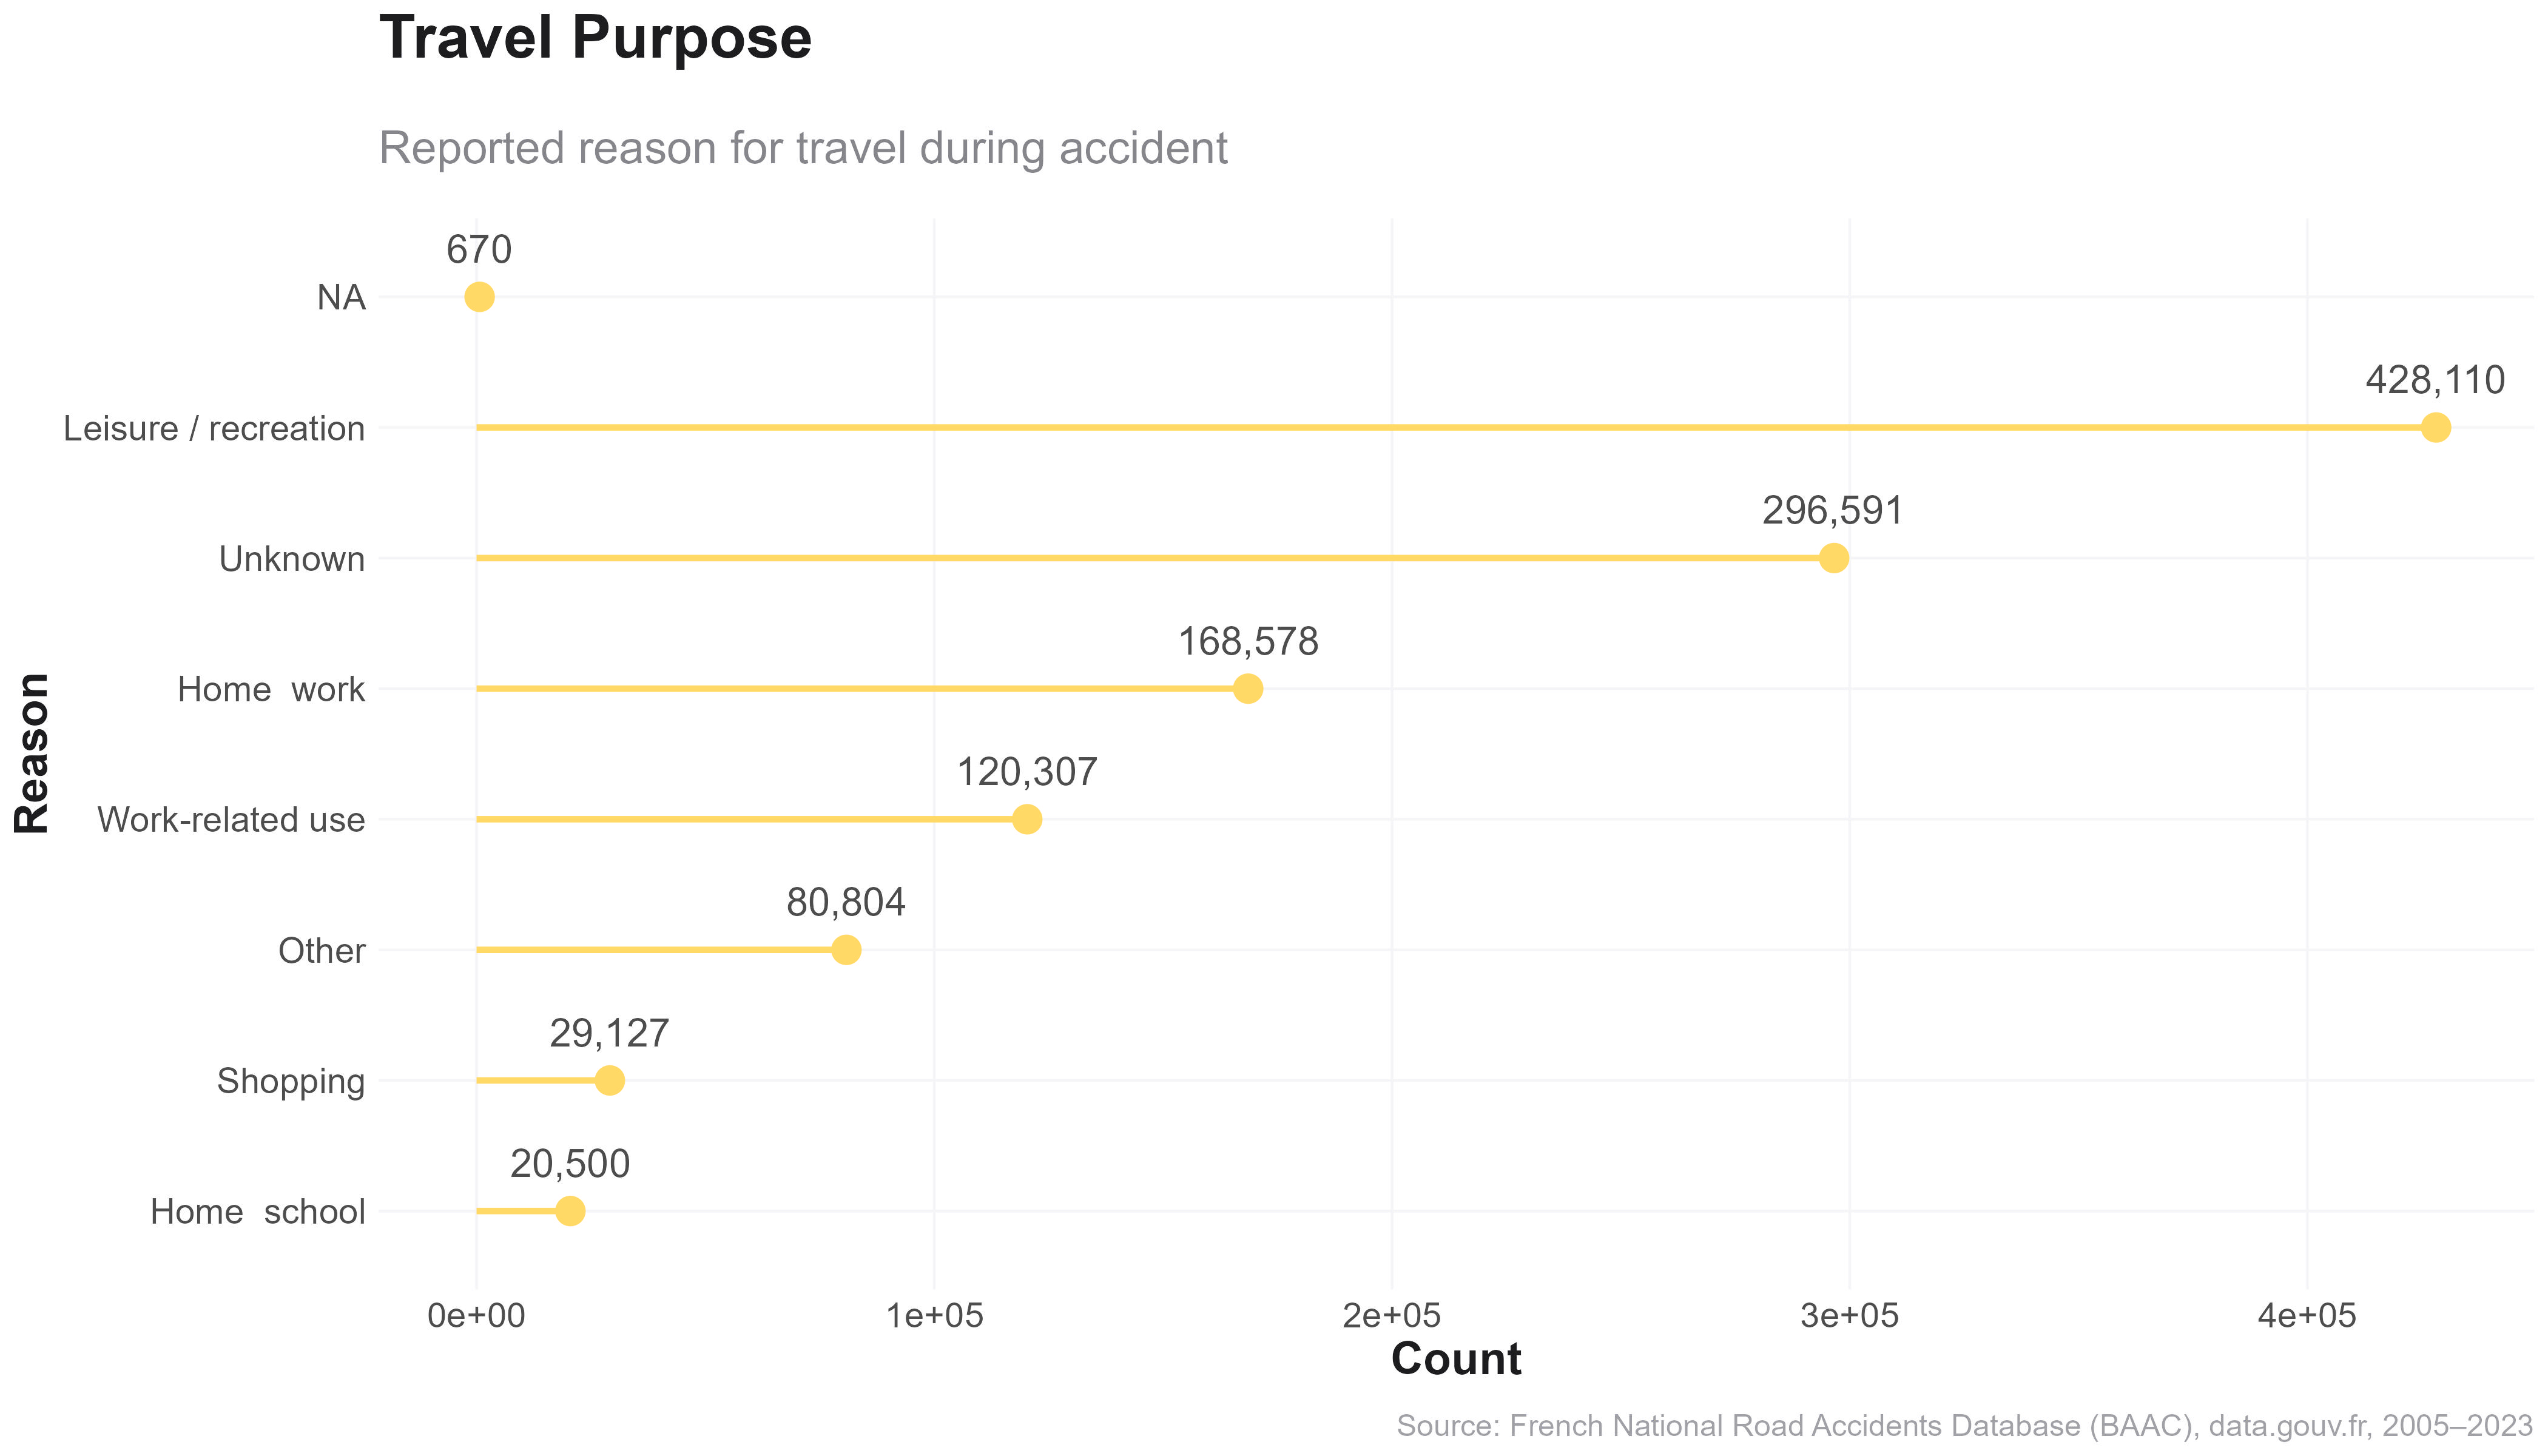 Travel Purpose
Reported reason for travel during accident
670
NA
428,110
Leisure / recreation
296,591
Unknown
168,578
Home  work
120,307
Work-related use
80,804
Other
29,127
Shopping
20,500
Home  school
Reason
0e+00 1e+05 2e+05 3e+05 4e+05
Count
Source: French National Road Accidents Database (BAAC), data.gouv.fr, 2005–2023